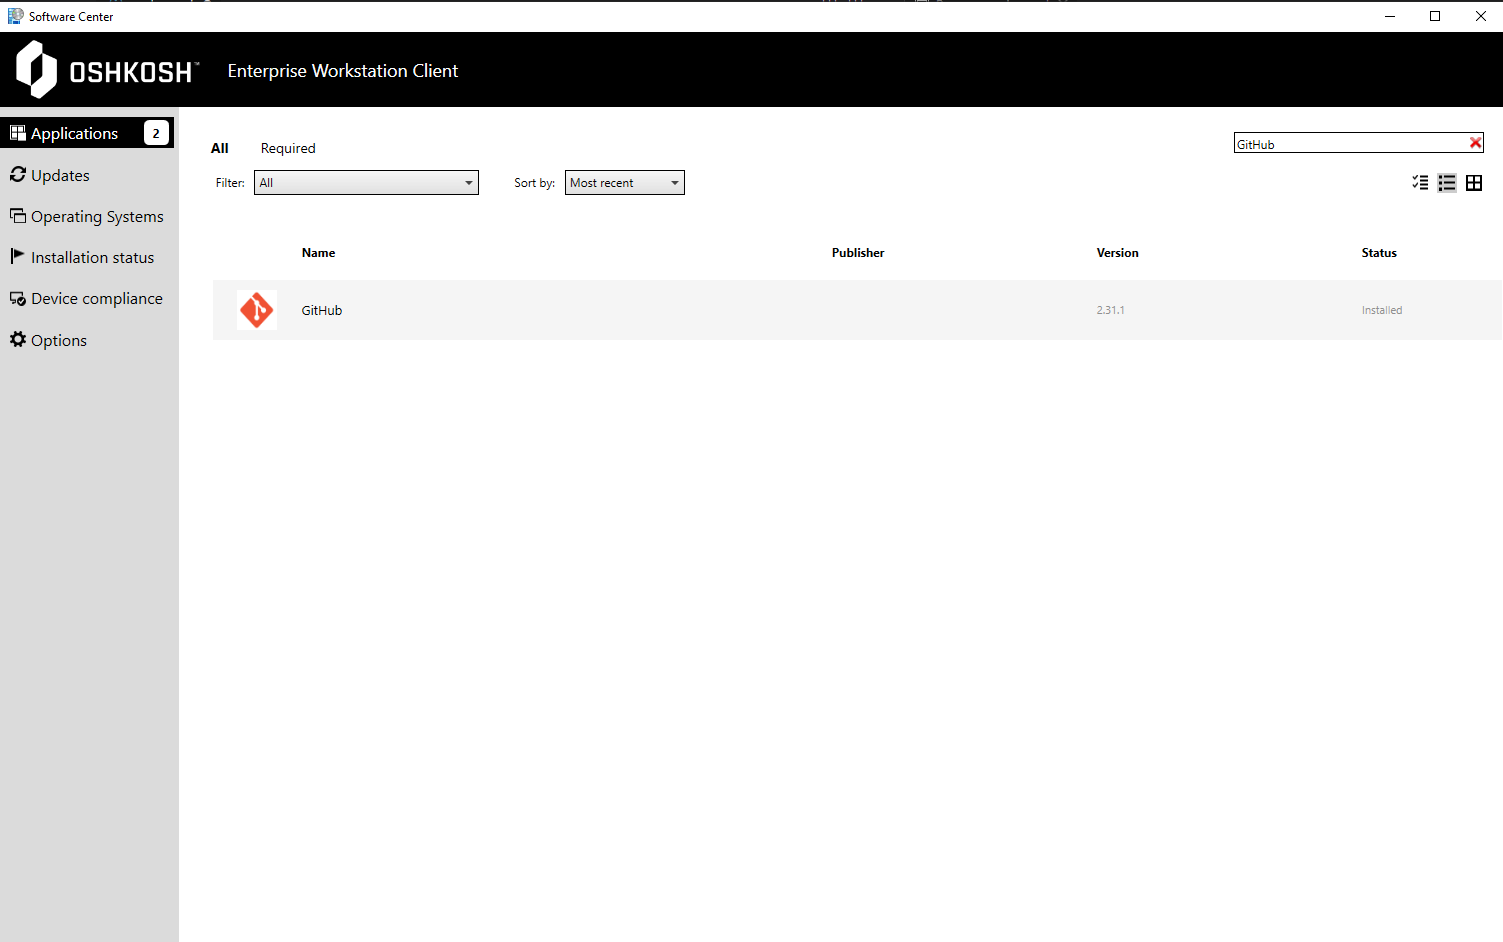 Software Center
OSHKOSH™ Enterprise Workstation Client
Applications 2
Updates
Operating Systems
Installation status
Device compliance
Options
All Required
GitHub
Filter: All Sort by: Most recent
Name Publisher Version Status
GitHub 2.31.1 Installed